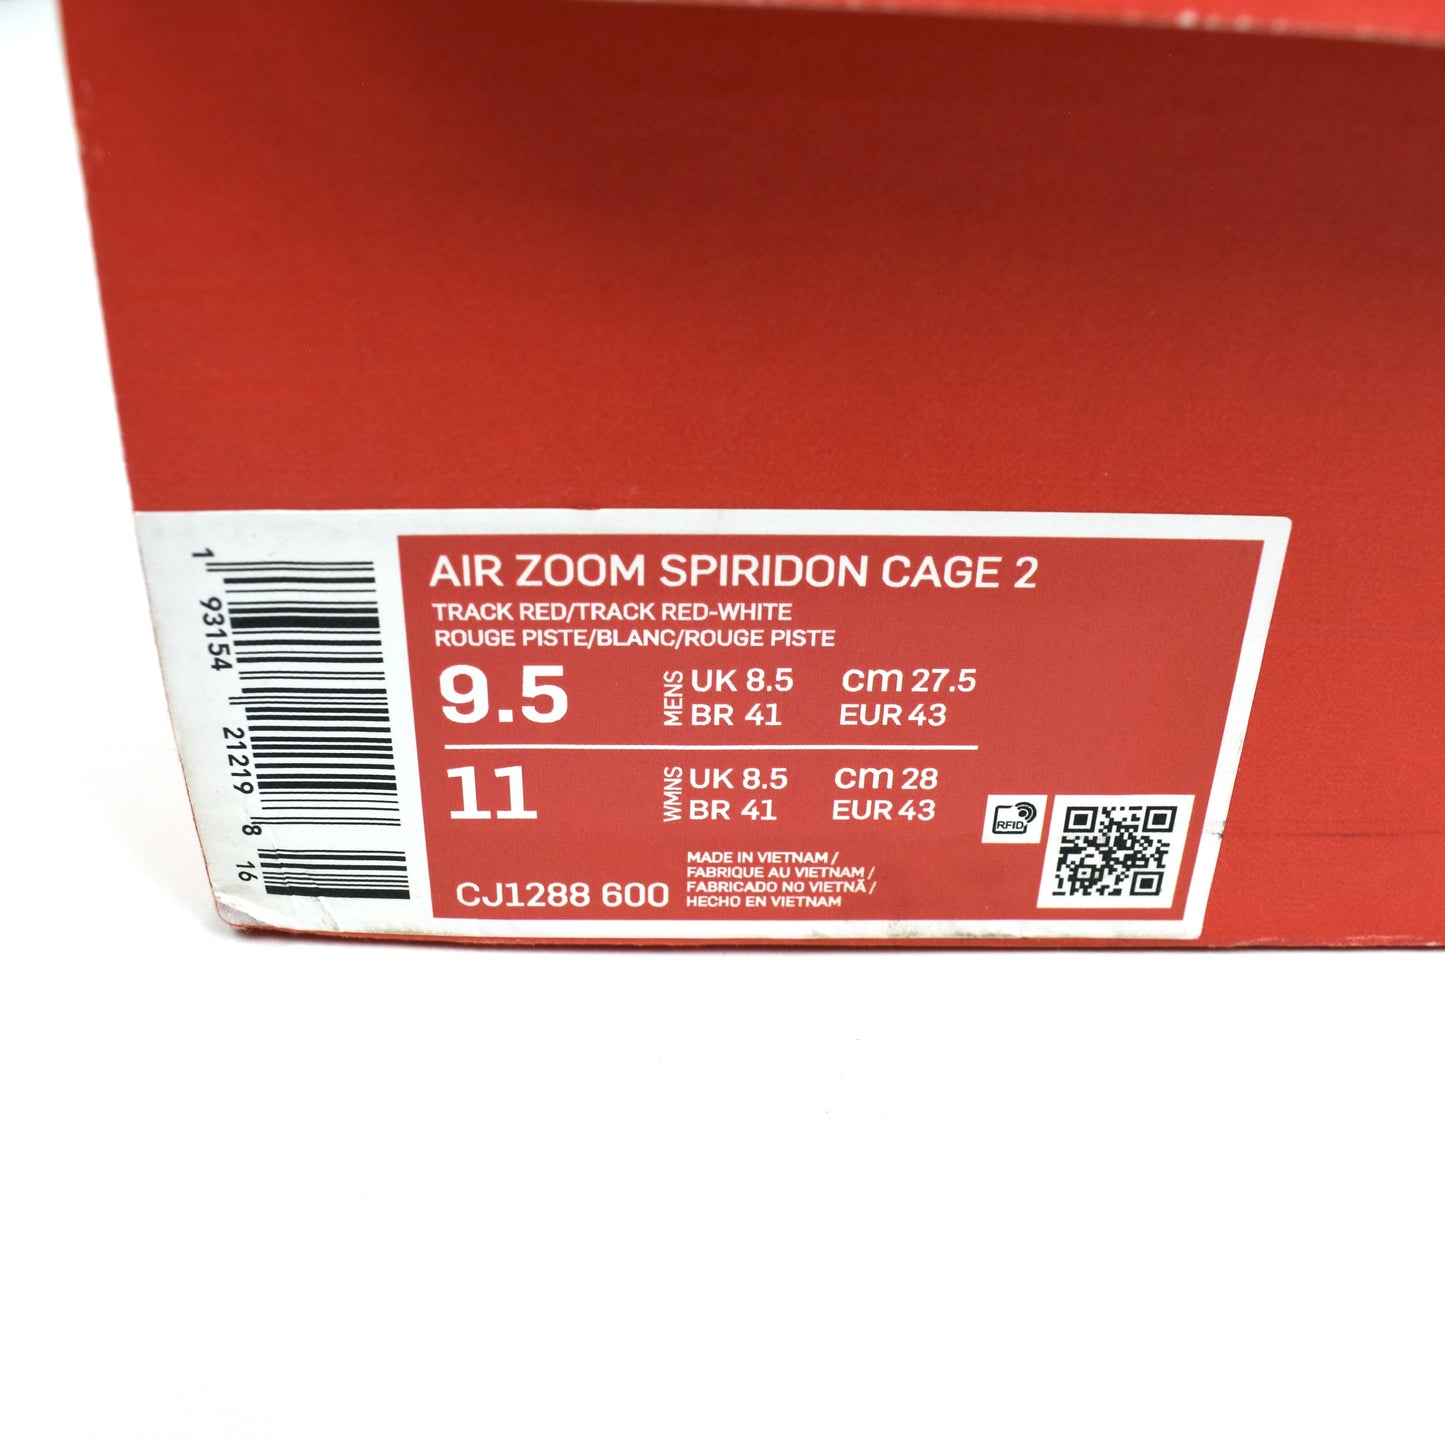 AIR ZOOM SPIRIDON CAGE 2
TRACK RED/TRACK RED-WHITE
ROUGE PISTE/BLANC/ROUGE PISTE
9.5 MENS UK 8.5 cm 27.5
BR 41 EUR 43
11 WMNS UK 8.5 cm 28
BR 41 EUR 43
MADE IN VIETNAM /
FABRIQUE AU VIETNAM /
FABRICADO NO VIETNÃ /
HECHO EN VIETNAM
CJ1288 600
RFID
1 93154 21219 8 16